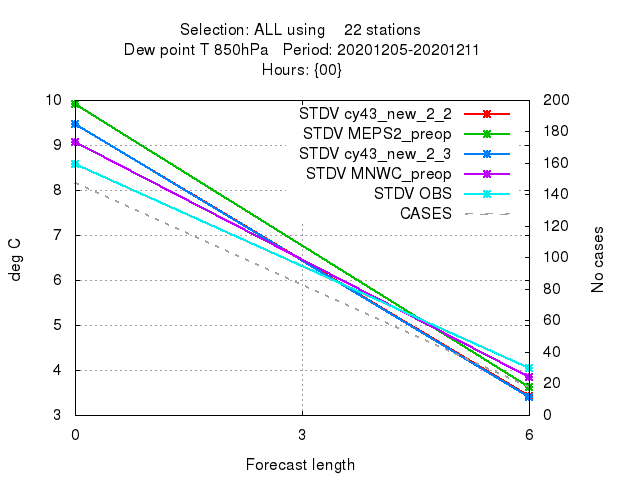 Selection: ALL using    22 stations
Dew point T 850hPa   Period: 20201205-20201211
Hours: {00}
10
9
8
7
6
5
4
3
deg C
200
180
160
140
120
100
80
60
40
20
0
No cases
STDV cy43_new_2_2
STDV MEPS2_preop
STDV cy43_new_2_3
STDV MNWC_preop
STDV OBS
CASES
0
3
6
Forecast length